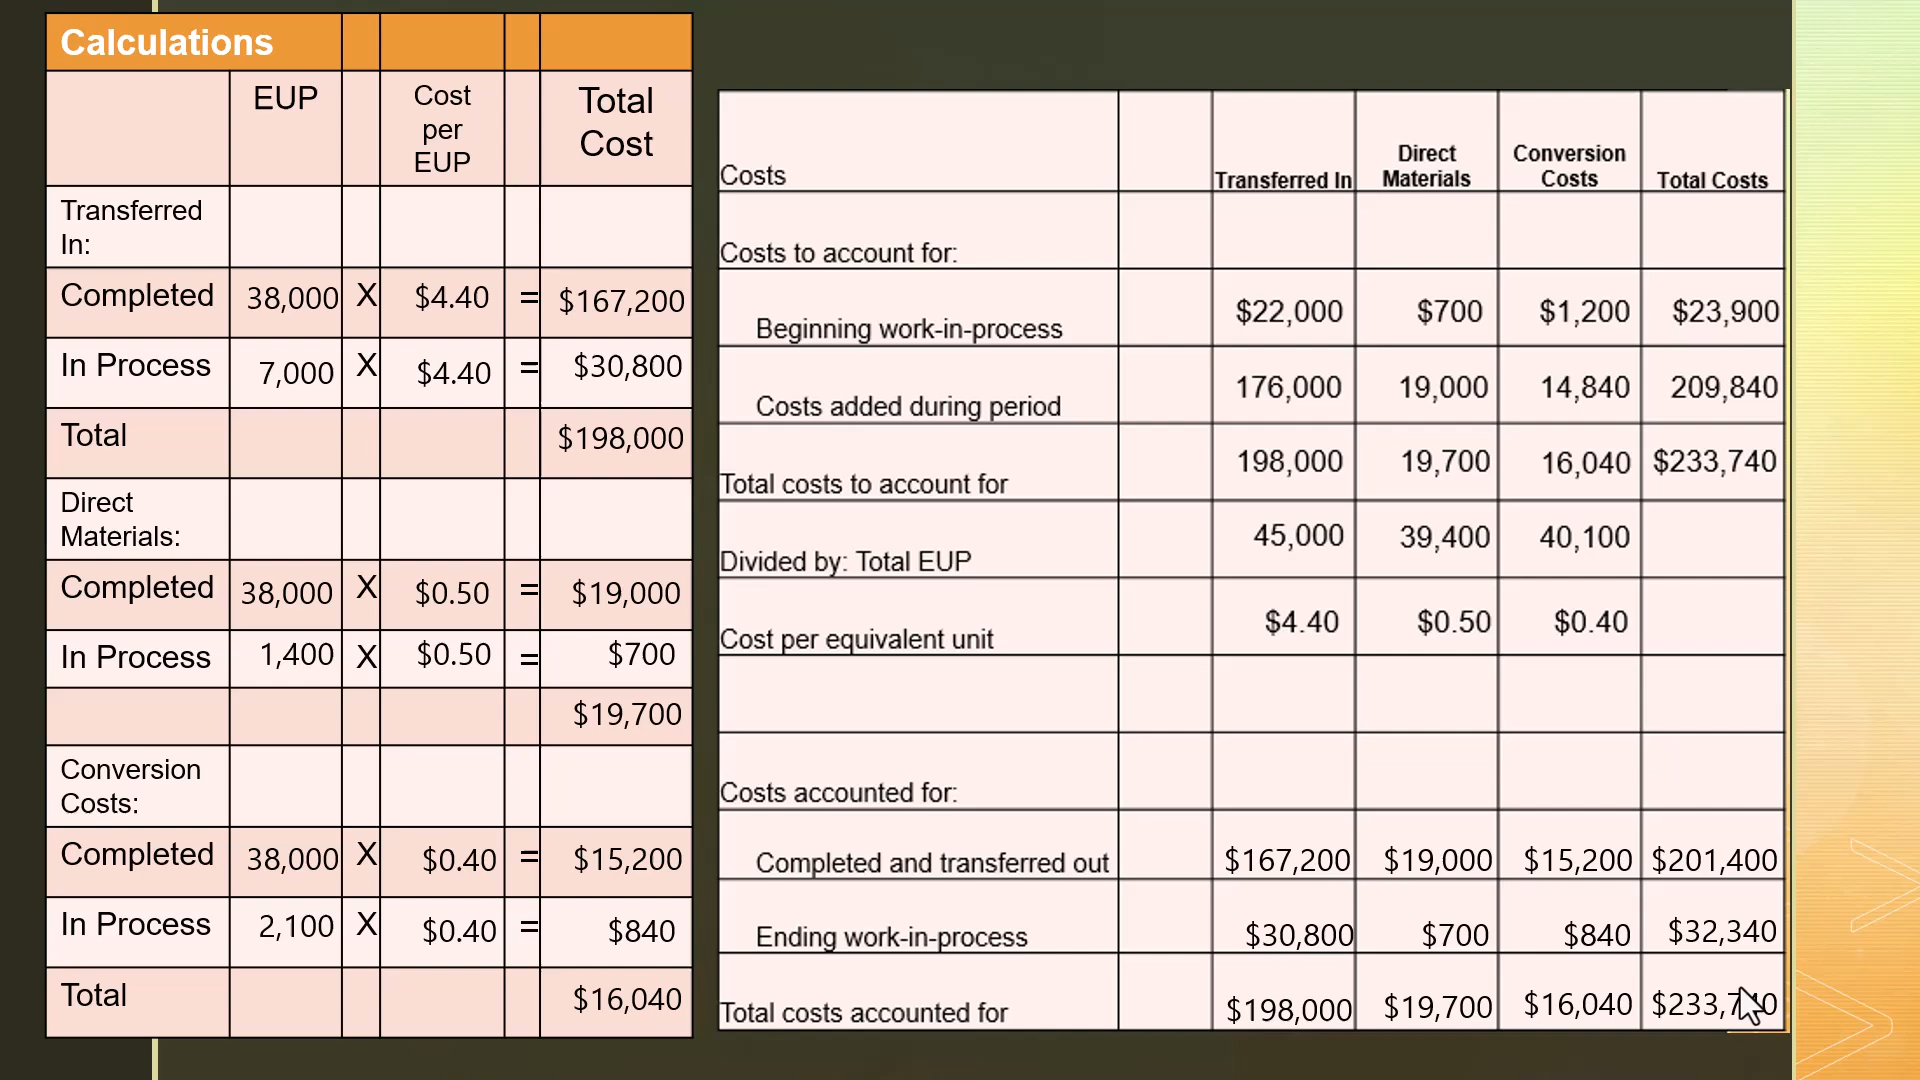 Calculations
EUP Cost per EUP Total Cost
Transferred In:
Completed 38,000 X $4.40 = $167,200
In Process 7,000 X $4.40 = $30,800
Total $198,000
Direct Materials:
Completed 38,000 X $0.50 = $19,000
In Process 1,400 X $0.50 = $700
$19,700
Conversion Costs:
Completed 38,000 X $0.40 = $15,200
In Process 2,100 X $0.40 = $840
Total $16,040
Costs Transferred In Direct Materials Conversion Costs Total Costs
Costs to account for:
Beginning work-in-process $22,000 $700 $1,200 $23,900
Costs added during period 176,000 19,000 14,840 209,840
Total costs to account for 198,000 19,700 16,040 $233,740
Divided by: Total EUP 45,000 39,400 40,100
Cost per equivalent unit $4.40 $0.50 $0.40
Costs accounted for:
Completed and transferred out $167,200 $19,000 $15,200 $201,400
Ending work-in-process $30,800 $700 $840 $32,340
Total costs accounted for $198,000 $19,700 $16,040 $233,740